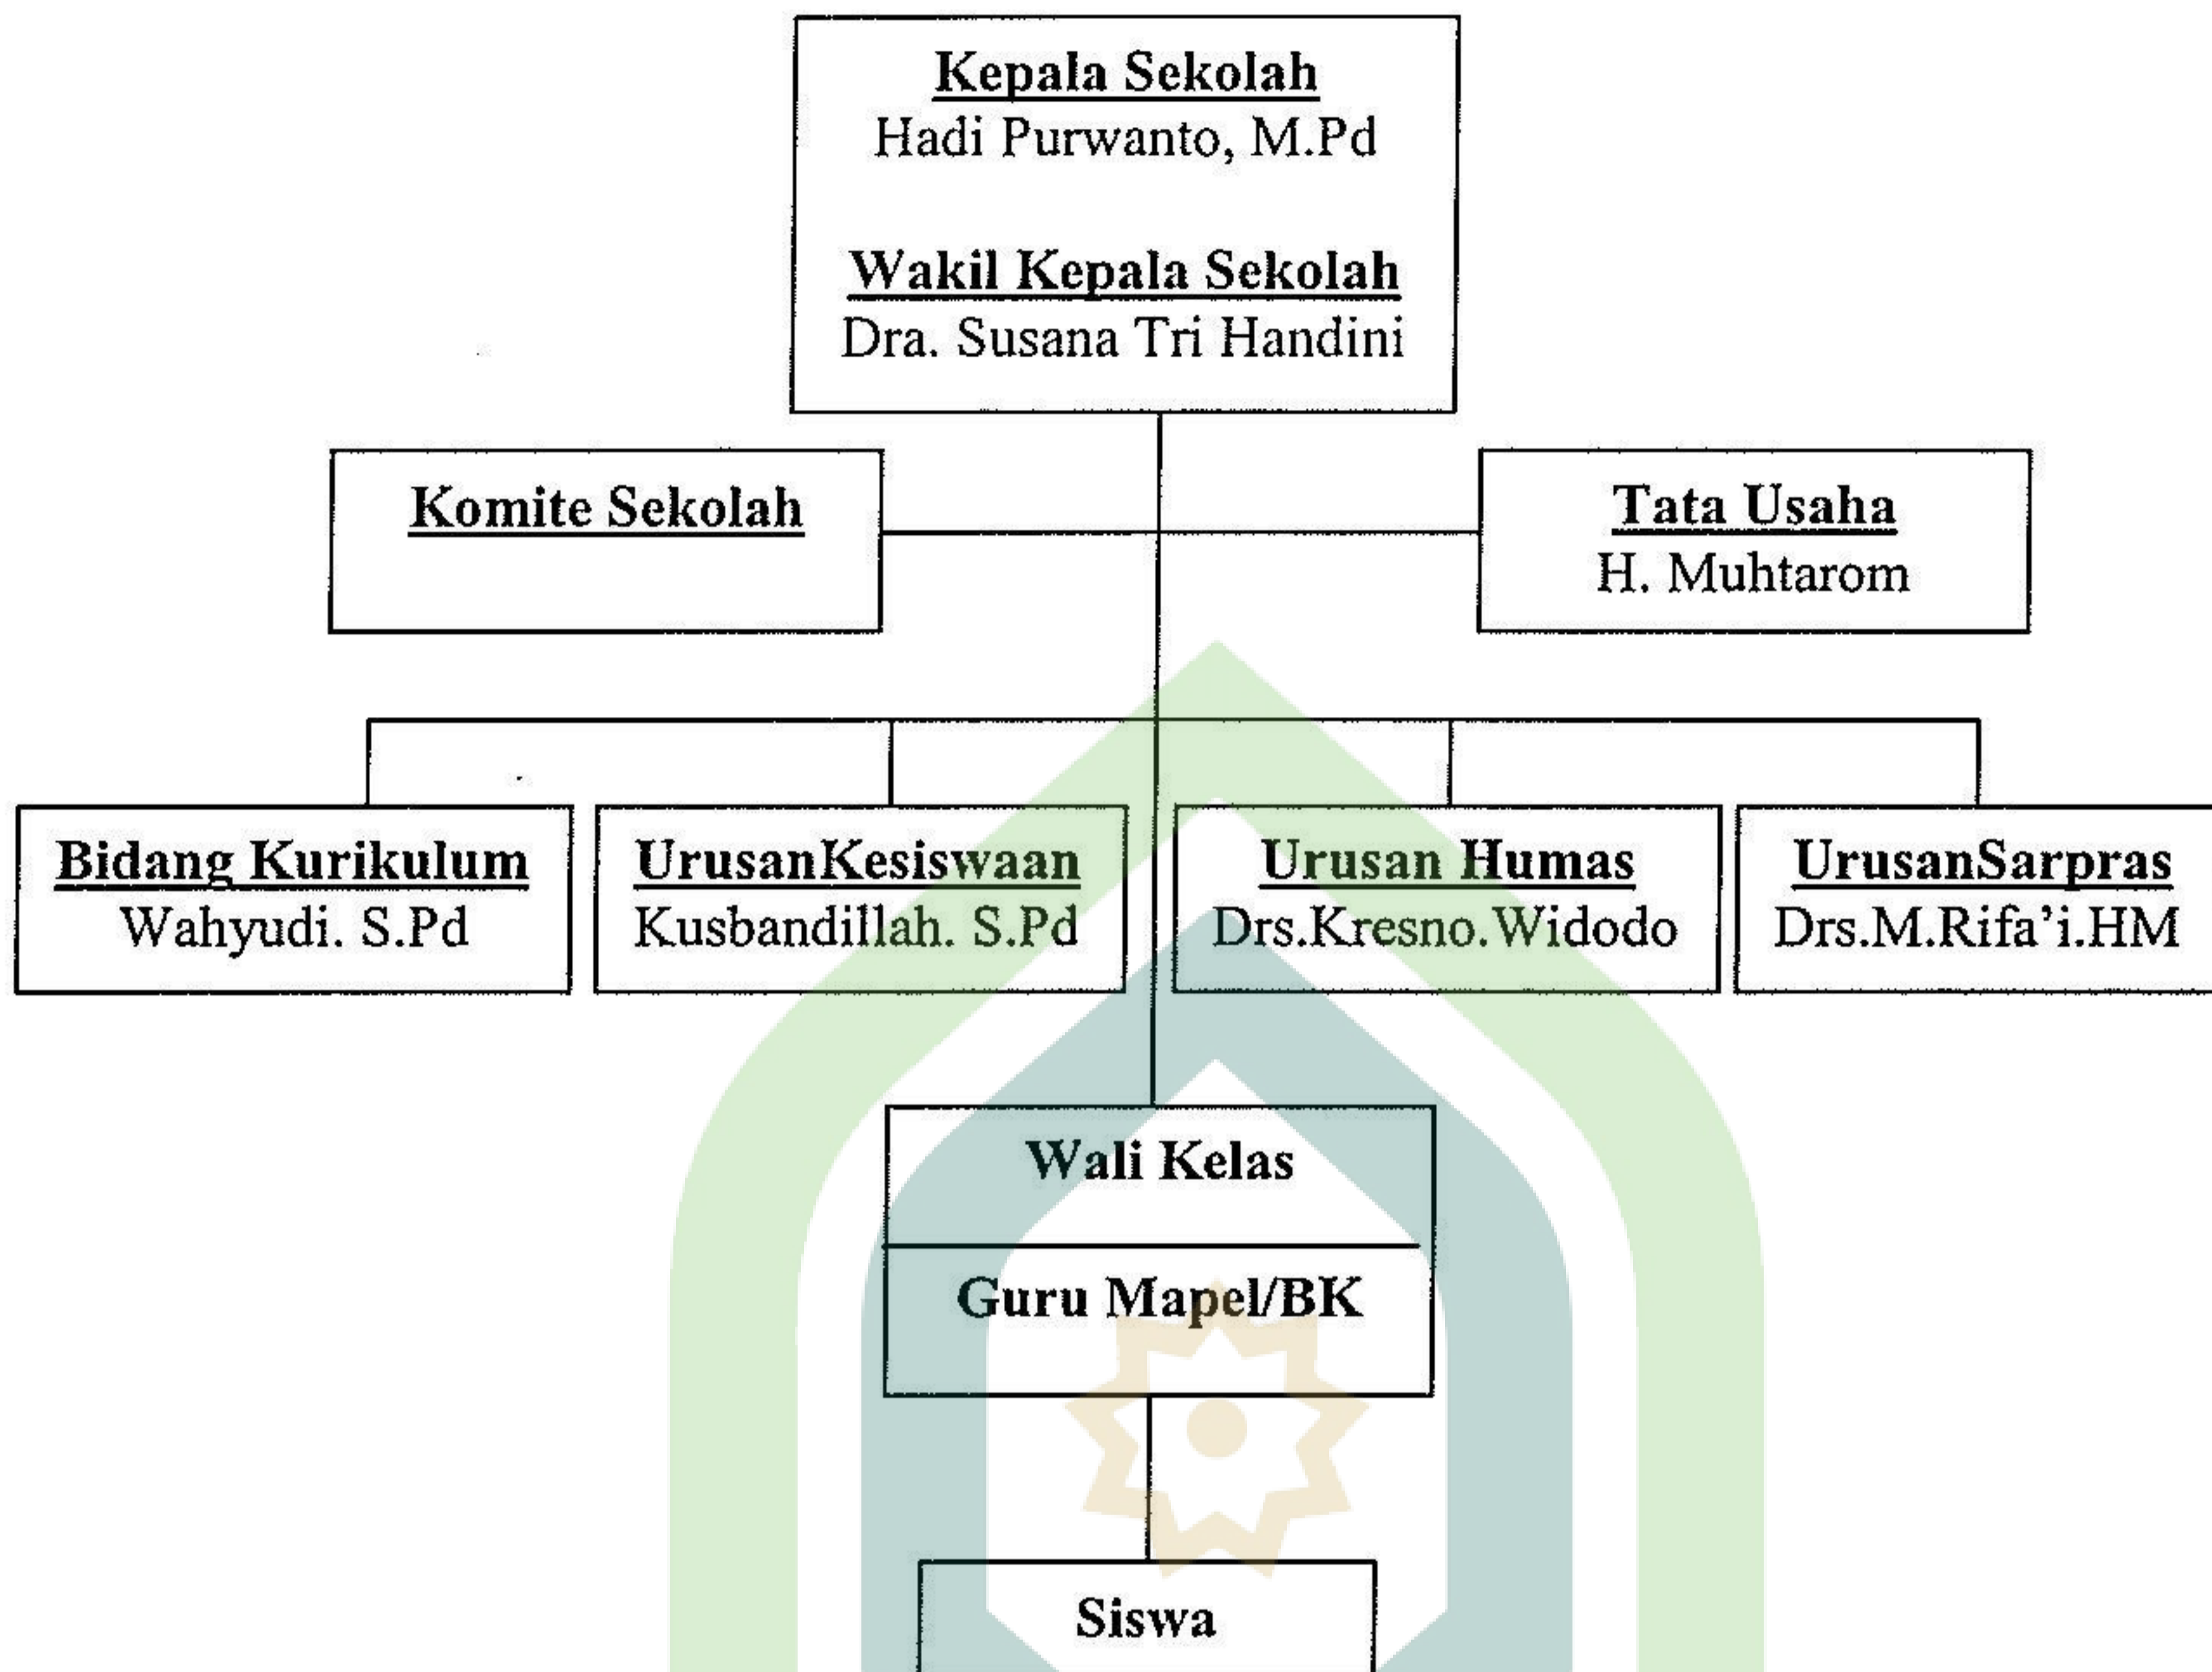 Kepala Sekolah
Hadi Purwanto, M.Pd
Wakil Kepala Sekolah
Dra. Susana Tri Handini
Komite Sekolah
Tata Usaha
H. Muhtarom
Bidang Kurikulum
Wahyudi. S.Pd
UrusanKesiswaan
Kusbandillah. S.Pd
Urusan Humas
Drs.Kresno.Widodo
UrusanSarpras
Drs.M.Rifa'i.HM
Wali Kelas
Guru Mapel/BK
Siswa